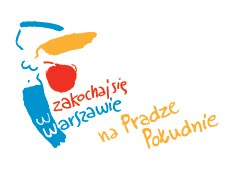 zakochaj się
w Warszawie
na Pradze
Południe